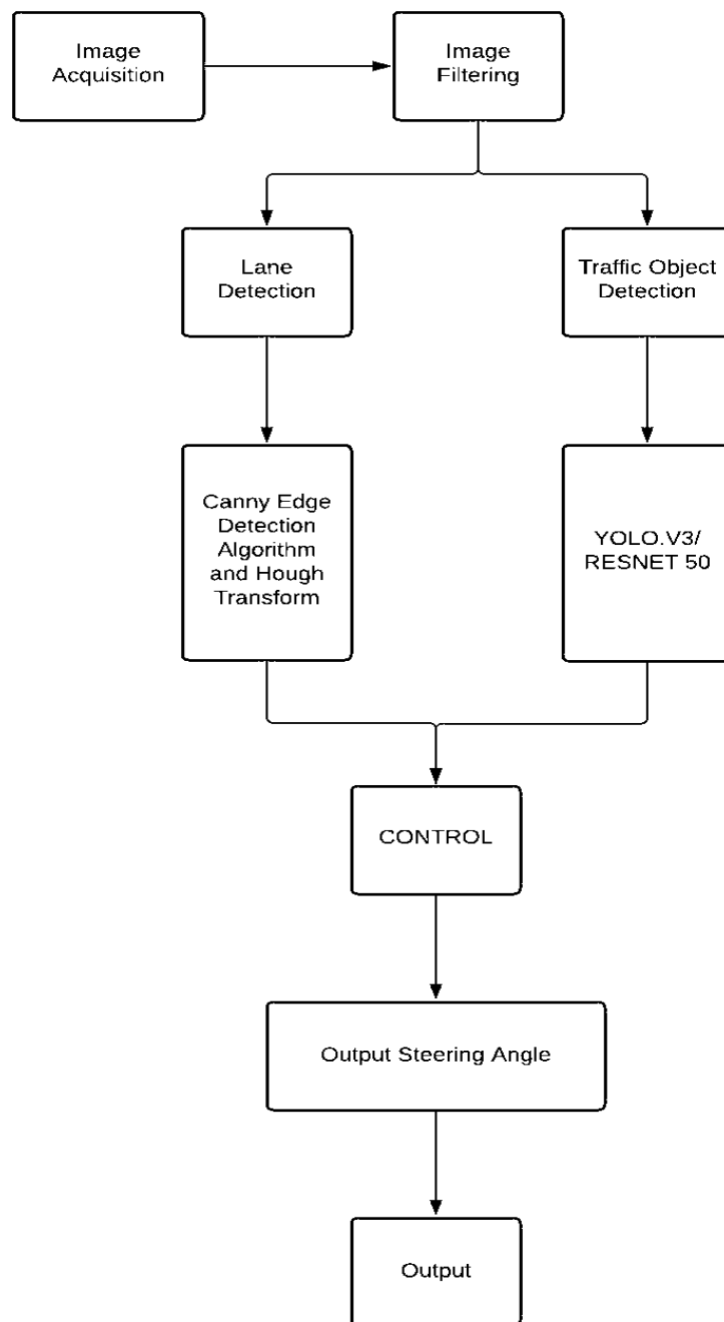 Image
Acquisition
Image
Filtering
Lane
Detection
Traffic Object
Detection
Canny Edge
Detection
Algorithm
and Hough
Transform
YOLO.V3/
RESNET 50
CONTROL
Output Steering Angle
Output